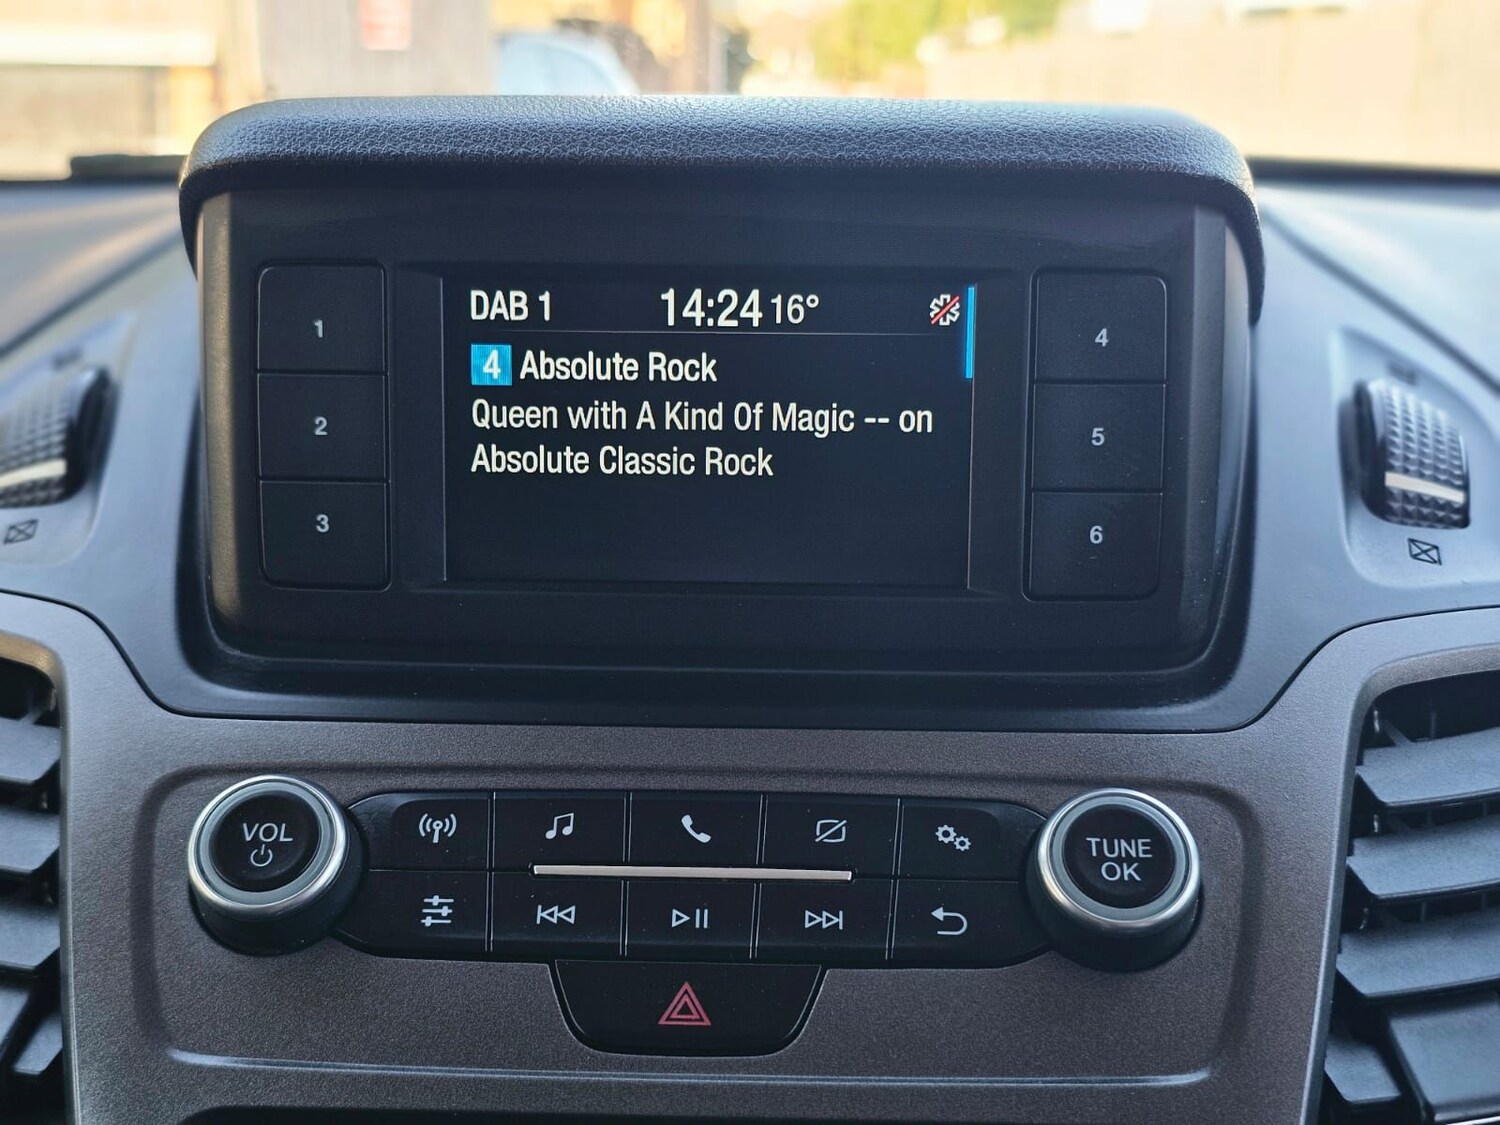 DAB 1 14:24 16°
4 Absolute Rock
Queen with A Kind Of Magic -- on
Absolute Classic Rock
1
2
3
4
5
6
VOL
TUNE
OK